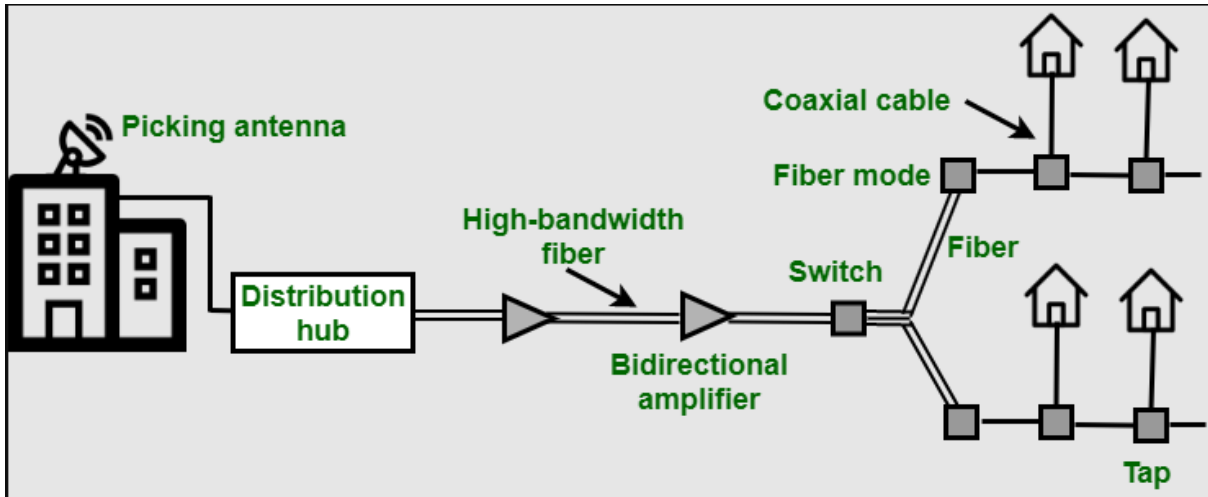 Picking antenna
Coaxial cable
Fiber mode
High-bandwidth
fiber
Fiber
Switch
Distribution
hub
Bidirectional
amplifier
Tap